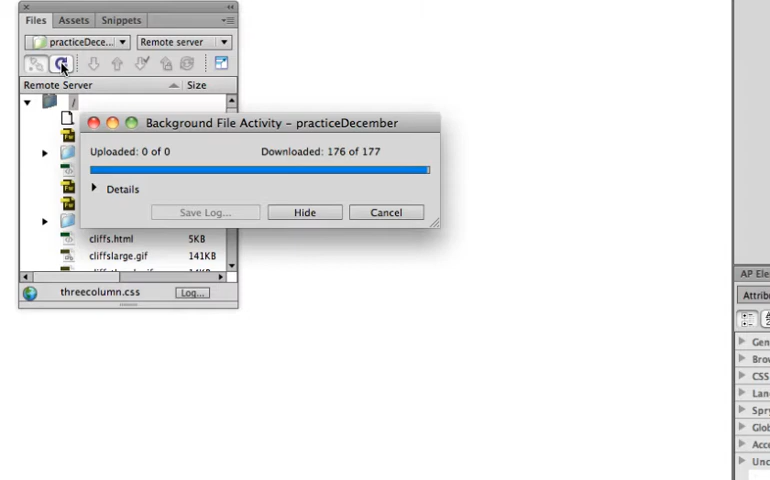 Files Assets Snippets
practiceDece... Remote server
Remote Server Size
/
Background File Activity – practiceDecember
Uploaded: 0 of 0 Downloaded: 176 of 177
Details
Save Log... Hide Cancel
cliffs.html 5KB
cliffslarge.gif 141KB
threecolumn.css Log...
AP Ele
Attrib
Gen
Brow
CSS
Lan
Spry
Glob
Acce
Unc